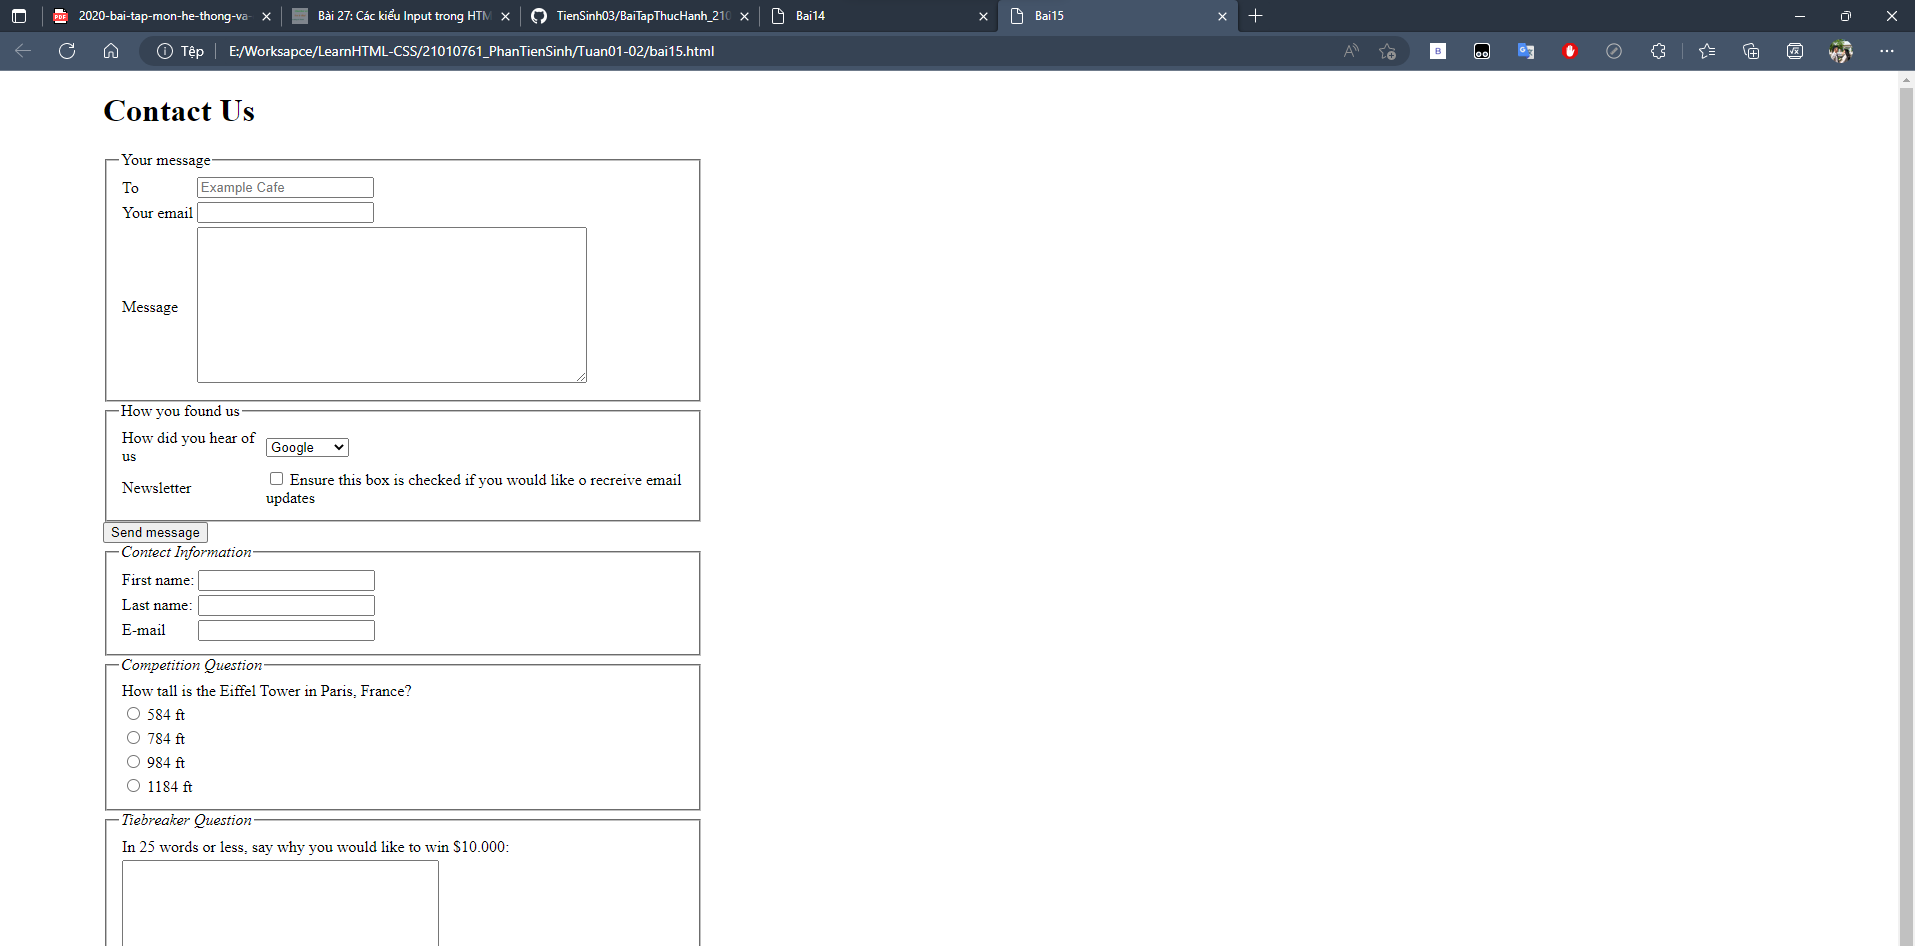 2020-bai-tap-mon-he-thong-va-
Bài 27: Các kiểu Input trong HTM
TienSinh03/BaiTapThucHanh_210
Bai14
Bai15
Tệp
E:/Worksapce/LearnHTML-CSS/21010761_PhanTienSinh/Tuan01-02/bai15.html
Contact Us
Your message
To
Example Cafe
Your email
Message
How you found us
How did you hear of
us
Google
Newsletter
Ensure this box is checked if you would like o recreive email
updates
Send message
Contect Information
First name:
Last name:
E-mail
Competition Question
How tall is the Eiffel Tower in Paris, France?
584 ft
784 ft
984 ft
1184 ft
Tiebreaker Question
In 25 words or less, say why you would like to win $10.000: